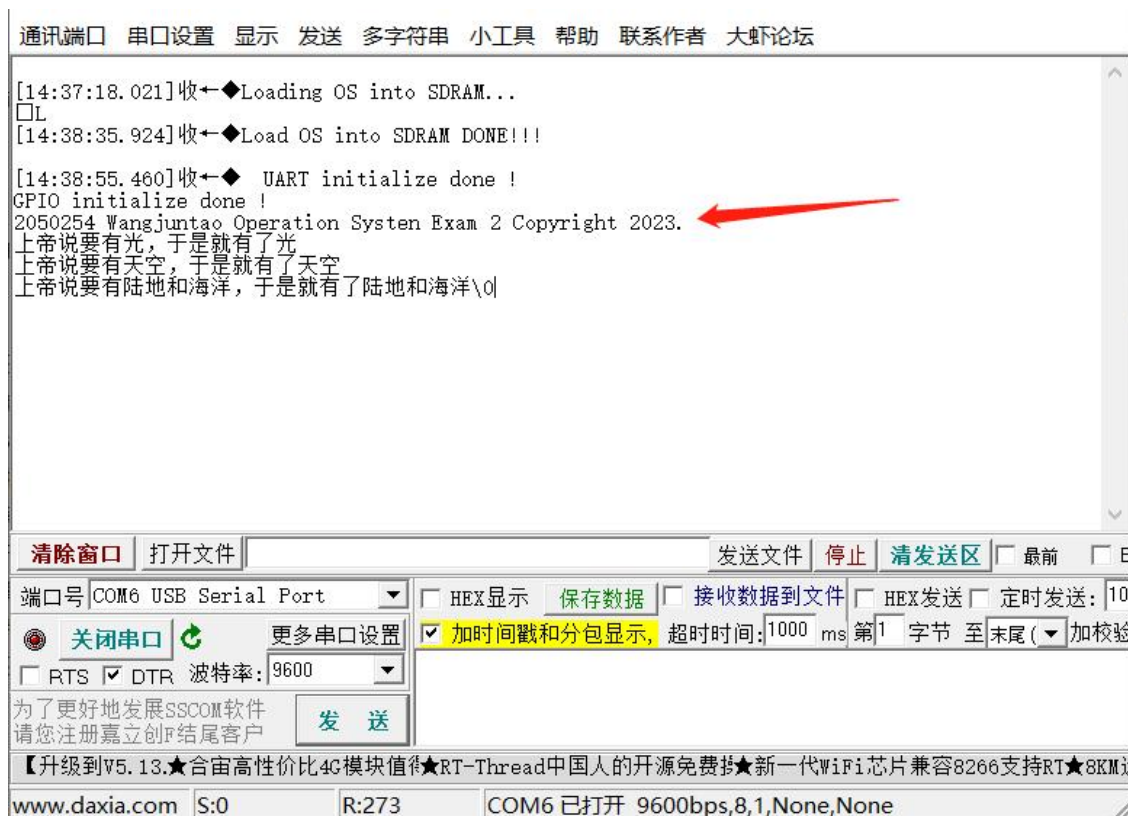 通讯端口 串口设置 显示 发送 多字符串 小工具 帮助 联系作者 大虾论坛
[14:37:18.021]收←◆Loading OS into SDRAM...
□L
[14:38:35.924]收←◆Load OS into SDRAM DONE!!!
[14:38:55.460]收←◆ UART initialize done !
GPIO initialize done !
2050254 Wangjuntao Operation Systen Exam 2 Copyright 2023.
上帝说要有光，于是就有了光
上帝说要有天空，于是就有了天空
上帝说要有陆地和海洋，于是就有了陆地和海洋\0
清除窗口 打开文件 发送文件 停止 清发送区 最前
端口号 COM6 USB Serial Port HEX显示 保存数据 接收数据到文件 HEX发送 定时发送: 10
关闭串口 更多串口设置 加时间戳和分包显示, 超时时间: 1000 ms 第1 字节 至 末尾( 加校验
RTS DTR 波特率: 9600
为了更好地发展SSCOM软件
请您注册嘉立创F结尾客户
发 送
【升级到V5.13.★合宙高性价比4G模块值得★RT-Thread中国人的开源免费操★新一代WiFi芯片兼容8266支持RT★8KM
www.daxia.com S:0 R:273 COM6 已打开 9600bps,8,1,None,None